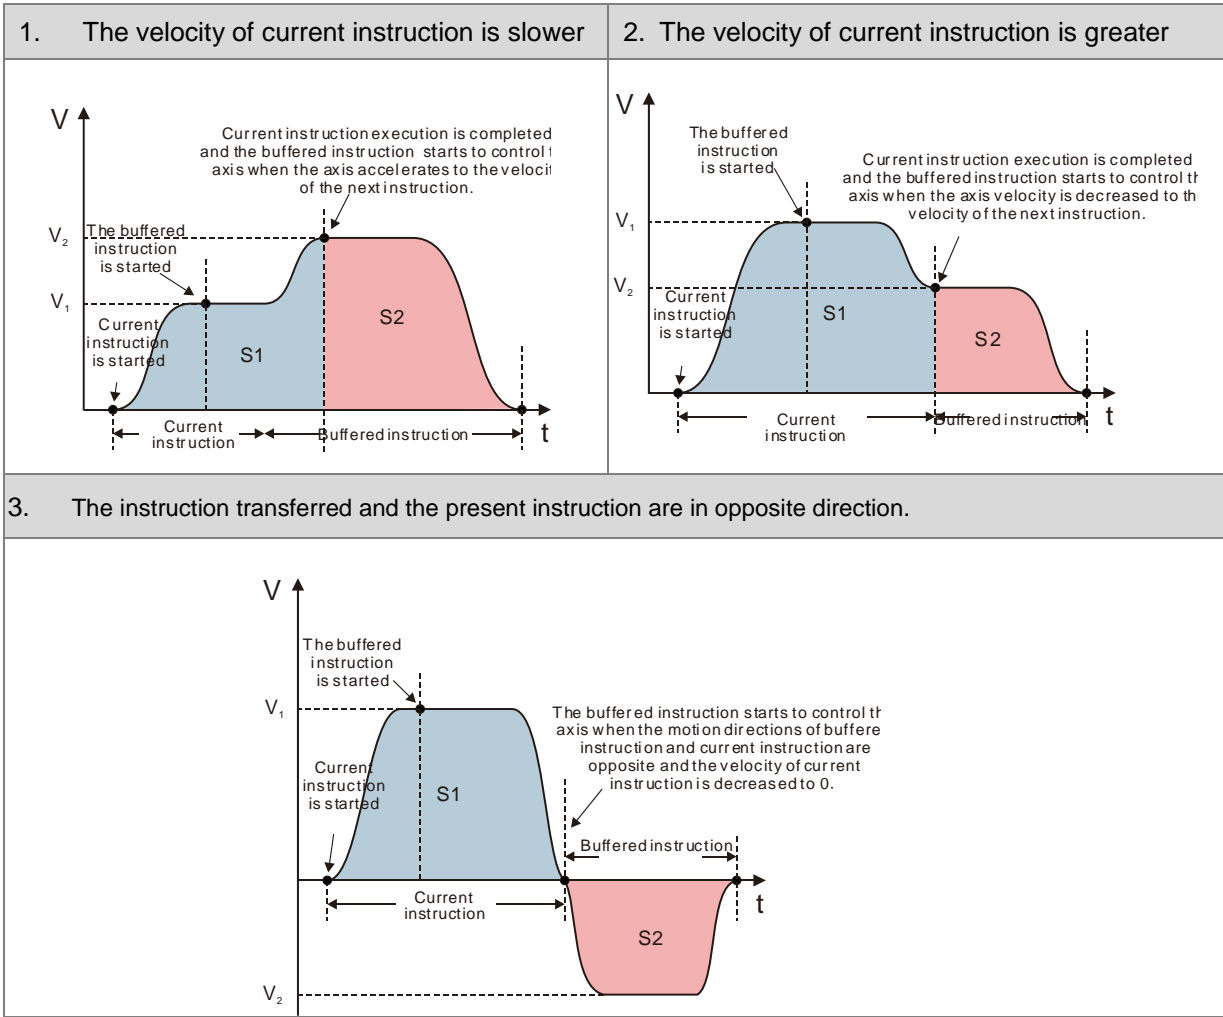 1. The velocity of current instruction is slower
2. The velocity of current instruction is greater
V
Current instruction execution is completed
and the buffered instruction starts to control t
axis when the axis accelerates to the velocit
of the next instruction.
V2
The buffered
instruction
is started
V1
Current
instruction
is started
S1
S2
Current
instruction
Buffered instruction
t
V
The buffered
instruction
is started
Current instruction execution is completed
and the buffered instruction starts to control th
axis when the axis velocity is decreased to the
velocity of the next instruction.
V1
V2
Current
instruction
is started
S1
S2
Current
instruction
Buffered instruction
t
3. The instruction transferred and the present instruction are in opposite direction.
V
The buffered
instruction
is started
V1
The buffered instruction starts to control th
axis when the motion directions of buffere
instruction and current instruction are
opposite and the velocity of current
instruction is decreased to 0.
Current
instruction
is started
S1
Buffered instruction
Current
instruction
t
S2
V2